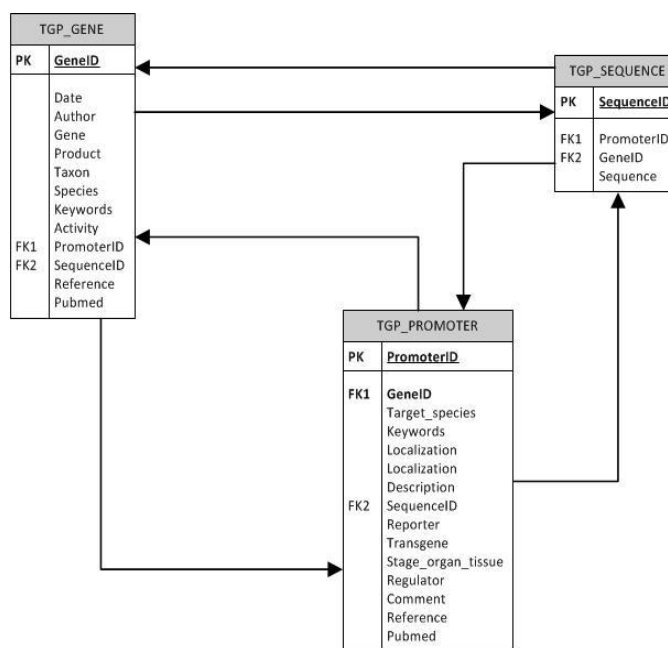 TGP_GENE
PK GeneID
Date
Author
Gene
Product
Taxon
Species
Keywords
Activity
FK1 PromoterID
FK2 SequenceID
Reference
Pubmed
TGP_SEQUENCE
PK SequenceID
FK1 PromoterID
FK2 GeneID
Sequence
TGP_PROMOTER
PK PromoterID
FK1 GeneID
Target_species
Keywords
Localization
Localization
Description
FK2 SequenceID
Reporter
Transgene
Stage_organ_tissue
Regulator
Comment
Reference
Pubmed